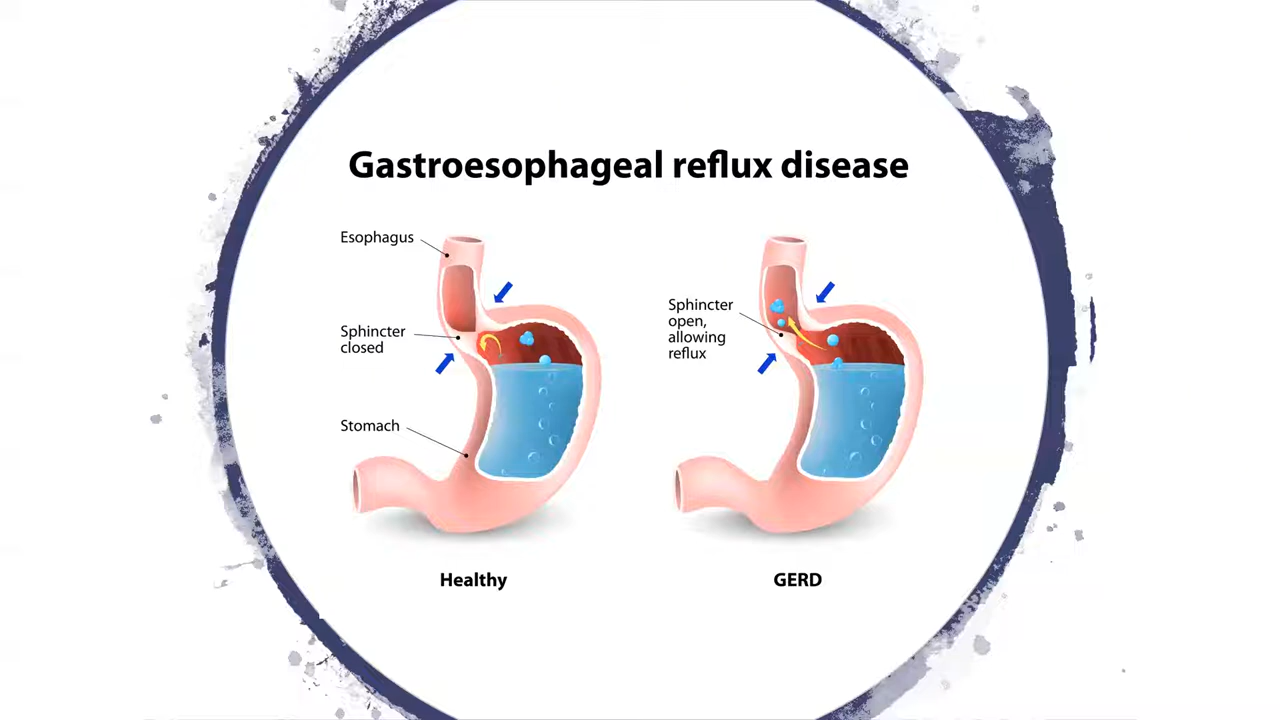 Gastroesophageal reflux disease
Esophagus
Sphincter
closed
Stomach
Sphincter
open,
allowing
reflux
Healthy
GERD